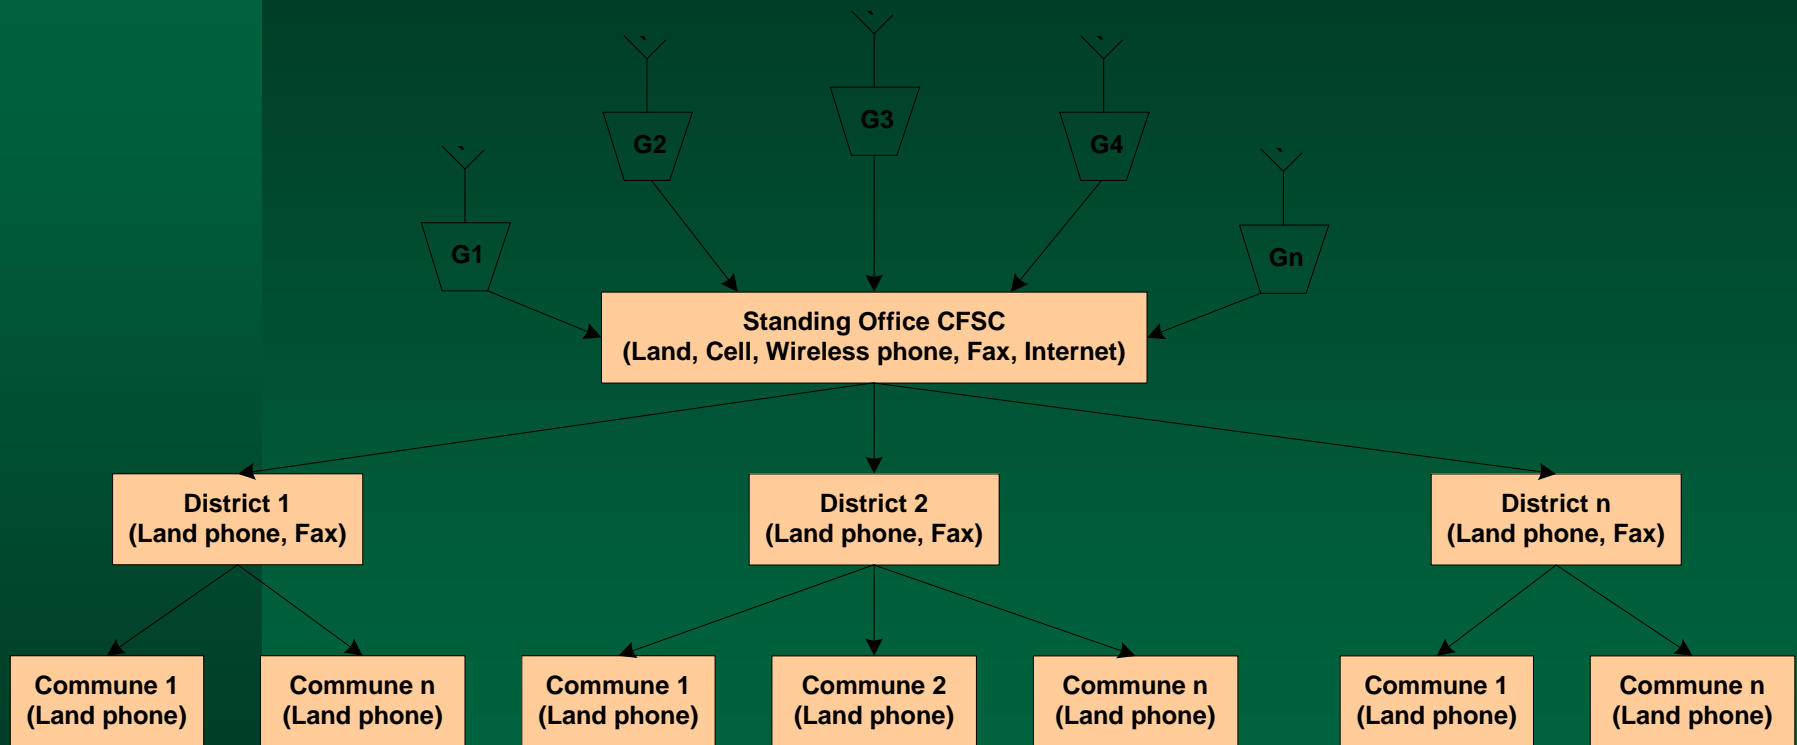 G3
G2
G4
G1
Gn
Standing Office CFSC
(Land, Cell, Wireless phone, Fax, Internet)
District 1
(Land phone, Fax)
District 2
(Land phone, Fax)
District n
(Land phone, Fax)
Commune 1
(Land phone)
Commune n
(Land phone)
Commune 1
(Land phone)
Commune 2
(Land phone)
Commune n
(Land phone)
Commune 1
(Land phone)
Commune n
(Land phone)